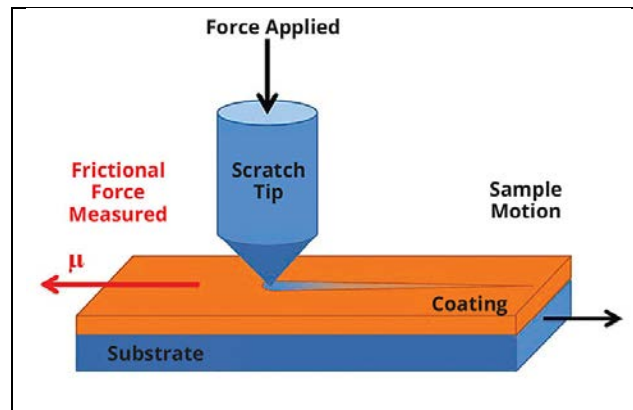 Force Applied
Scratch
Tip
Frictional
Force
Measured
μ
Sample
Motion
Coating
Substrate